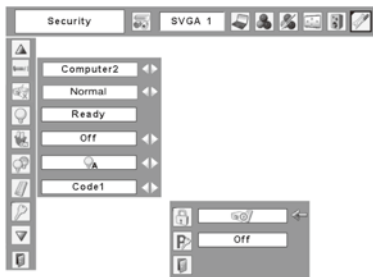 Security
SVGA 1
Computer2
Normal
Ready
Off
A
Code1
P
Off